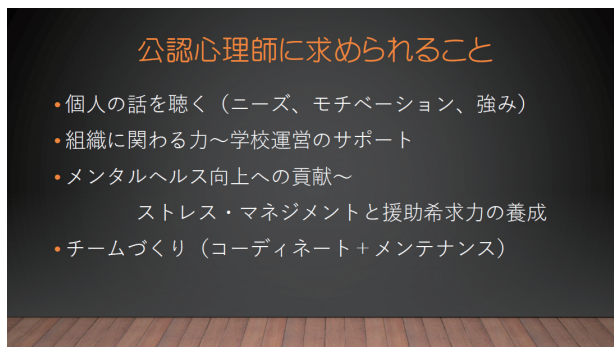 公認心理師に求められること
•個人の話を聴く（ニーズ、モチベーション、強み）
•組織に関わる力～学校運営のサポート
•メンタルヘルス向上への貢献～
ストレス・マネジメントと援助希求力の養成
•チームづくり（コーディネート＋メンテナンス）